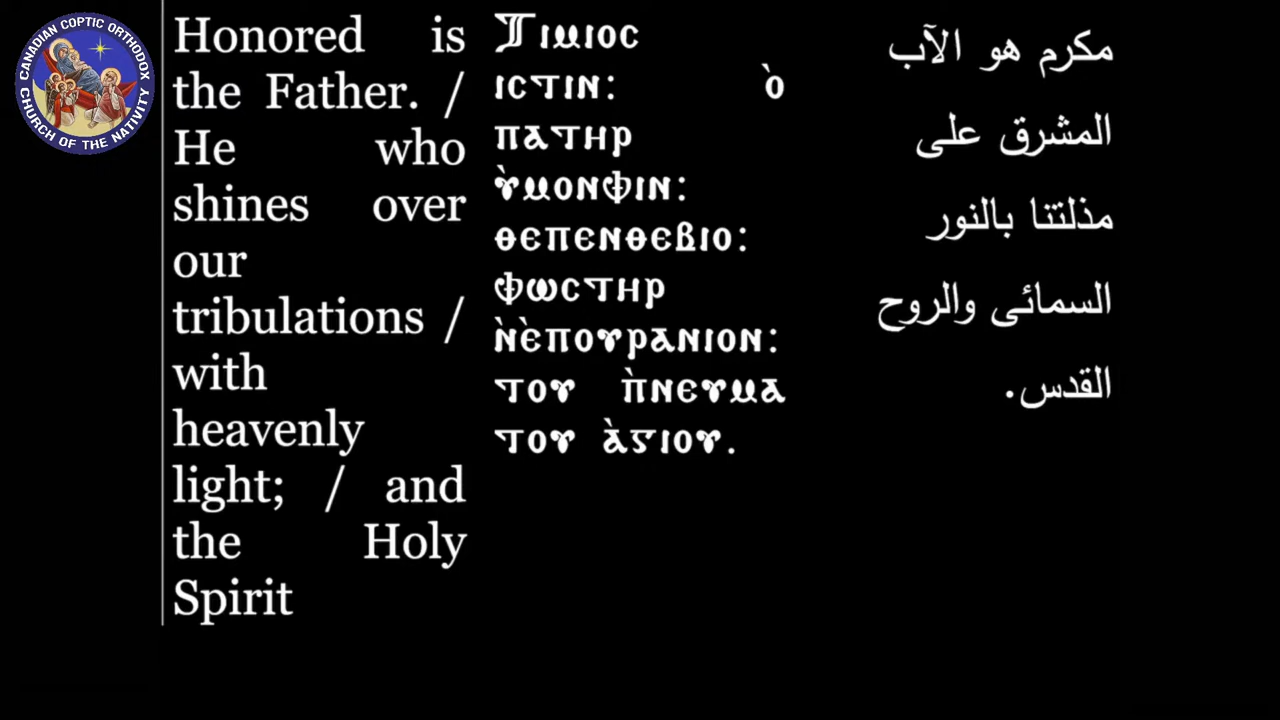 CANADIAN COPTIC ORTHODOX
CHURCH OF THE NATIVITY
Honored is
the Father. /
He who
shines over
our
tribulations /
with
heavenly
light; / and
the Holy
Spirit
Ⲧⲓⲙⲓⲟⲥ
ⲓⲥⲧⲓⲛ: ⲟ̀
ⲡⲁⲧⲏⲣ
ⲩ̀ⲙⲟⲛⲫⲓⲛ:
ⲑⲉⲡⲉⲛⲑⲉⲃⲓⲟ:
ⲫⲱⲥⲧⲏⲣ
ⲛ̀ⲉ̀ⲡⲟⲩⲣⲁⲛⲓⲟⲛ:
ⲧⲟⲩ ⲡ̀ⲛⲉⲩⲙⲁ
ⲧⲟⲩ ⲁ̀ⲅⲓⲟⲩ.
مكرم هو الآب
المشرق على
مذلتنا بالنور
السمائى والروح
القدس.